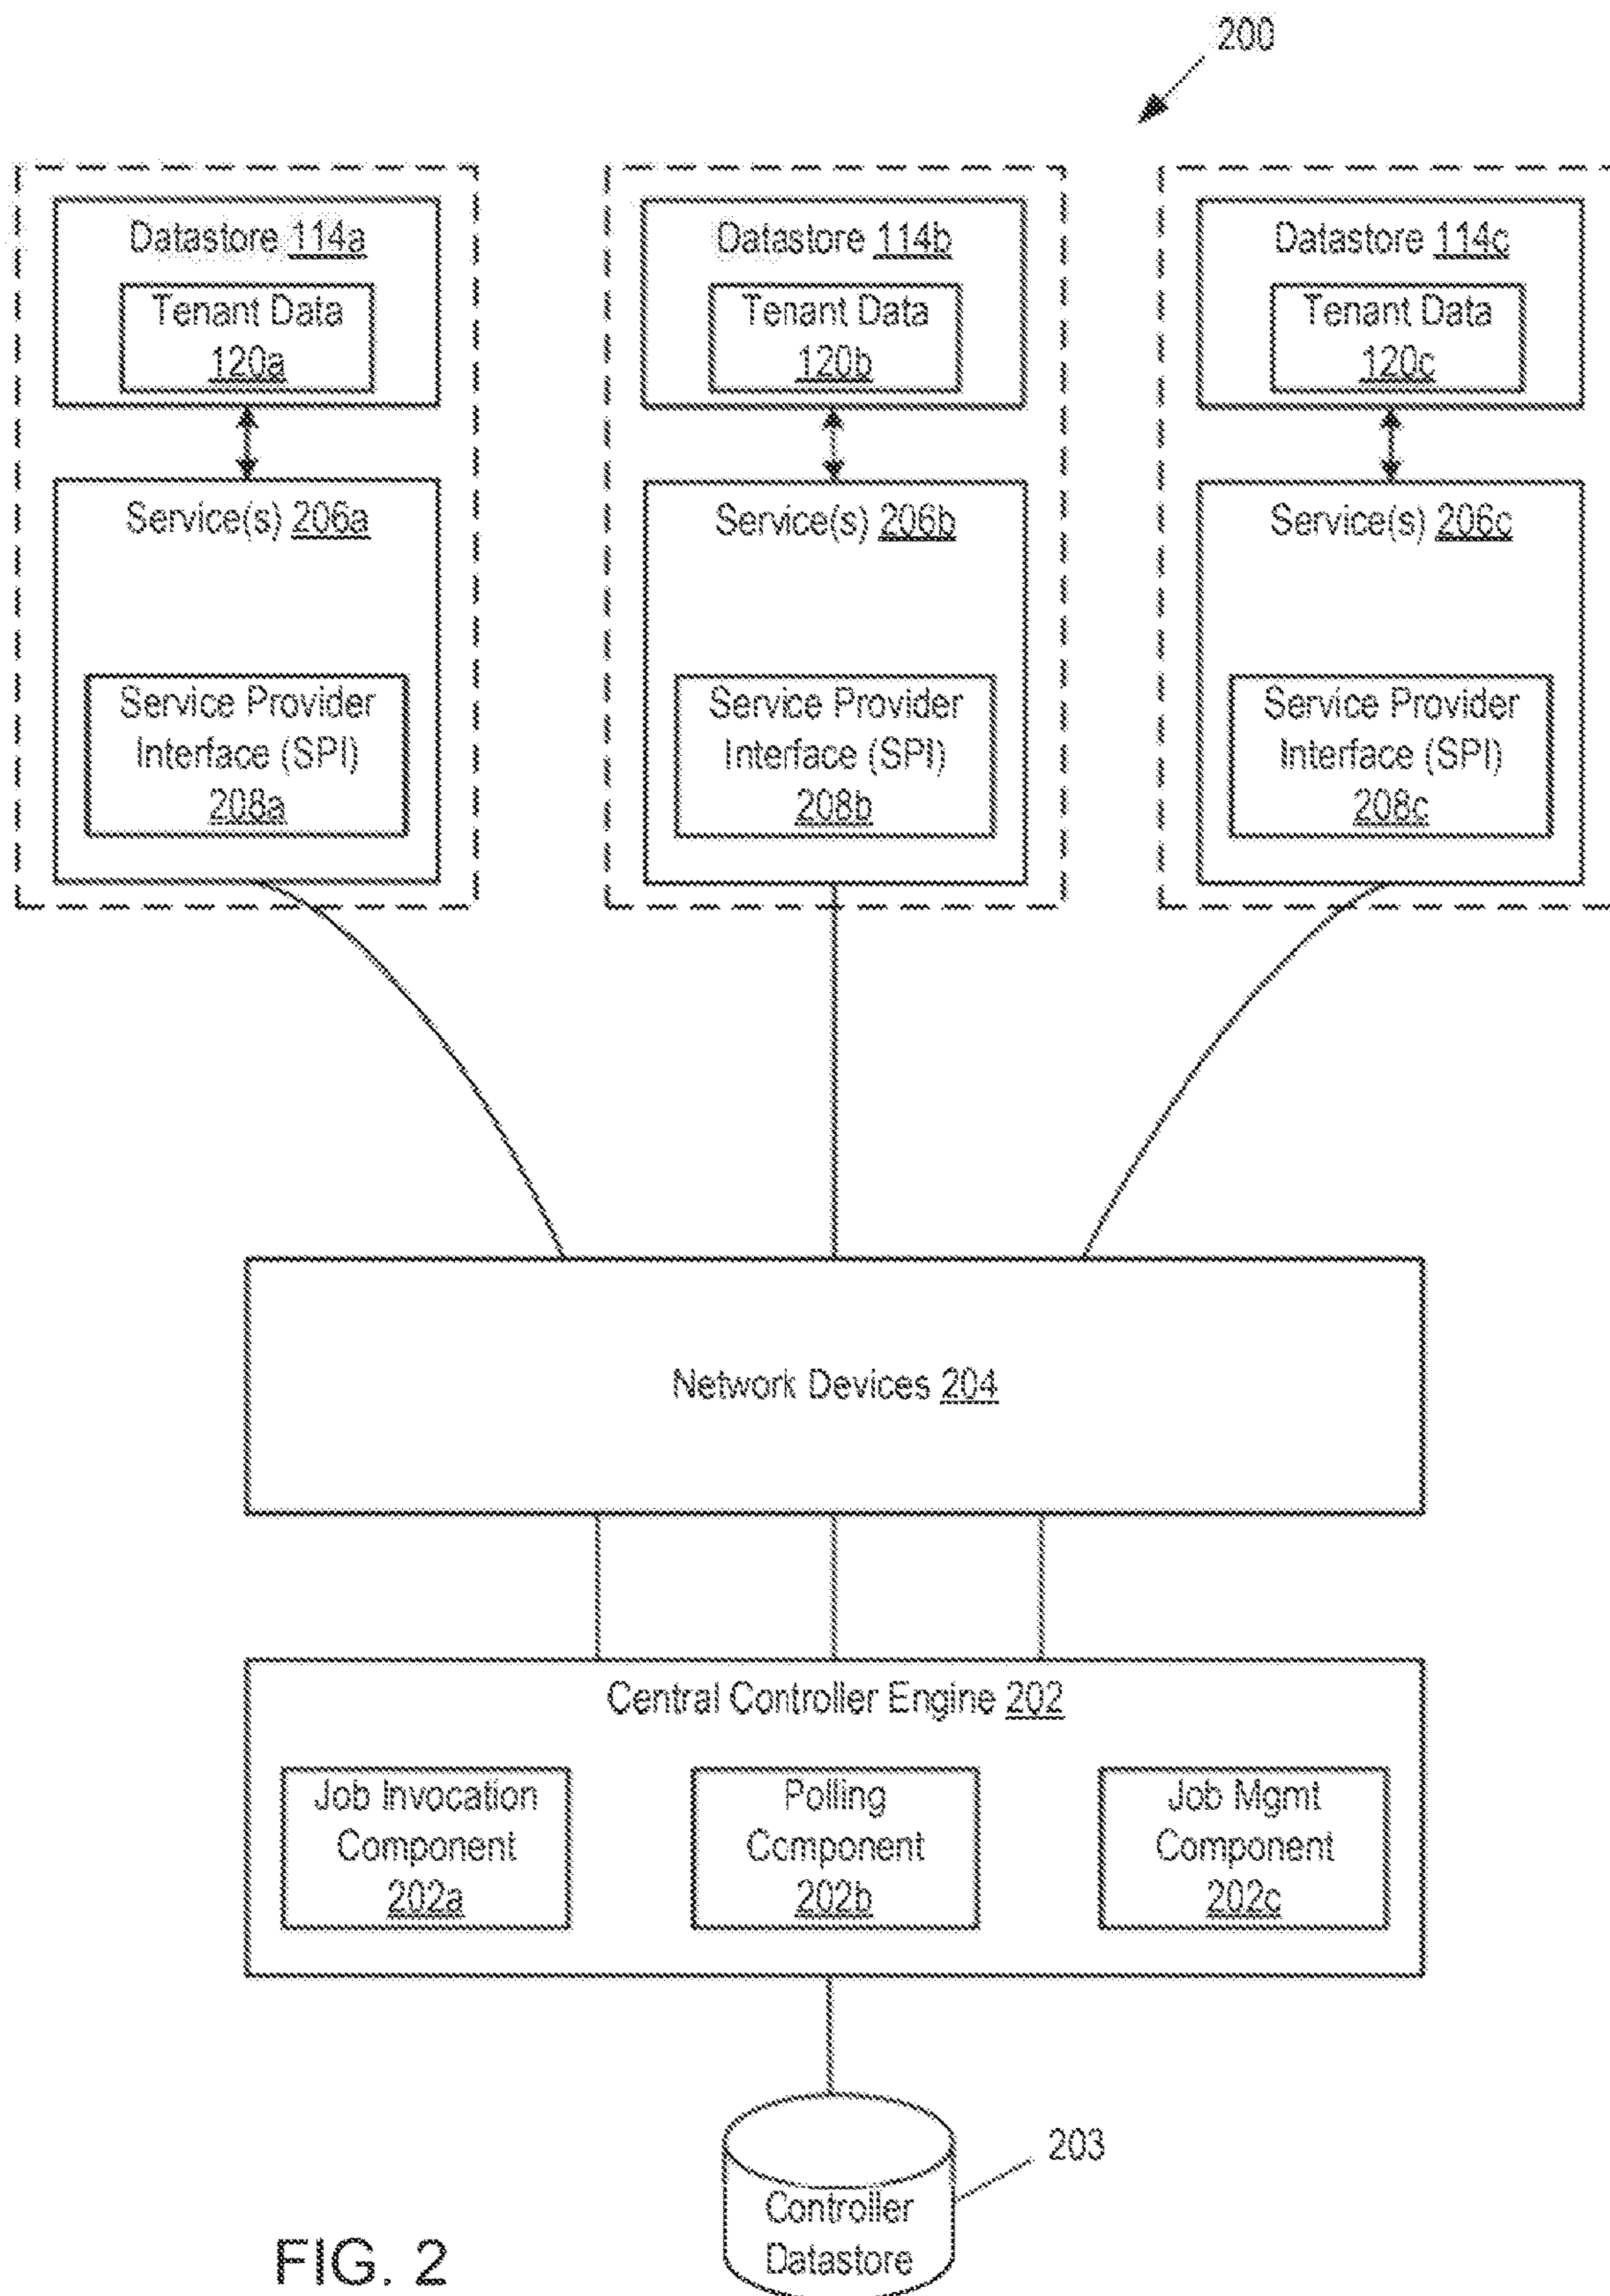 200
Datastore 114a
Tenant Data
120a
Service(s) 206a
Service Provider
Interface (SPI)
208a
Datastore 114b
Tenant Data
120b
Service(s) 206b
Service Provider
Interface (SPI)
208b
Datastore 114c
Tenant Data
120c
Service(s) 206c
Service Provider
Interface (SPI)
208c
Network Devices 204
Central Controller Engine 202
Job Invocation
Component
202a
Polling
Component
202b
Job Mgmt
Component
202c
203
Controller
Datastore
FIG. 2